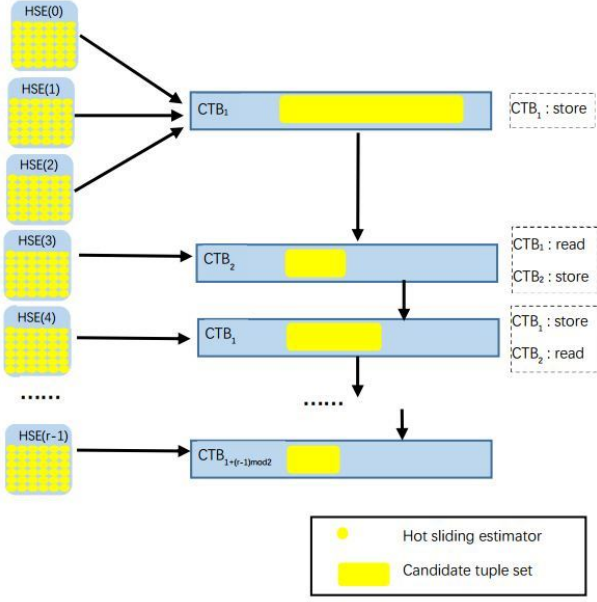 HSE(0)
HSE(1)
CTB₁
CTB₁ : store
HSE(2)
HSE(3)
CTB₂
CTB₁ : read
CTB₂ : store
HSE(4)
CTB₁
CTB₁ : store
CTB₂ : read
……
……
HSE(r-1)
CTB₁₊₍ᵣ₋₁₎mod2
Hot sliding estimator
Candidate tuple set